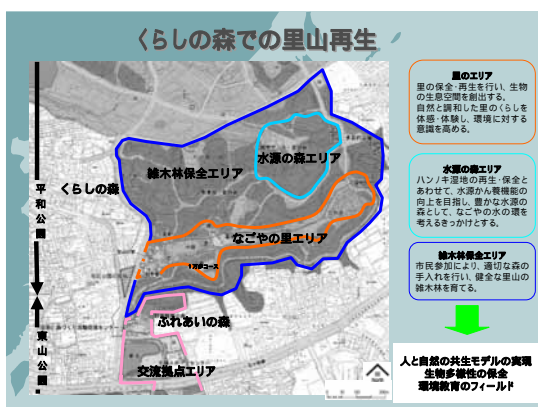 くらしの森での里山再生
里のエリア
里の保全・再生を行い、生物
の生息空間を創出する。
自然と調和した里のくらしを
体感・体験し、環境に対する
意識を高める。
水源の森エリア
ハンノキ湿地の再生・保全と
あわせて、水源かん養機能の
向上を目指し、豊かな水源の
森として、なごやの水の環を
考えるきっかけとする。
雑木林保全エリア
市民参加により、適切な森の
手入れを行い、健全な里山の
雑木林を育てる。
人と自然の共生モデルの実現
生物多様性の保全
環境教育のフィールド
平和公園
くらしの森
雑木林保全エリア
水源の森エリア
なごやの里エリア
1万歩コース
ふれあいの森
東山公園
交流拠点エリア